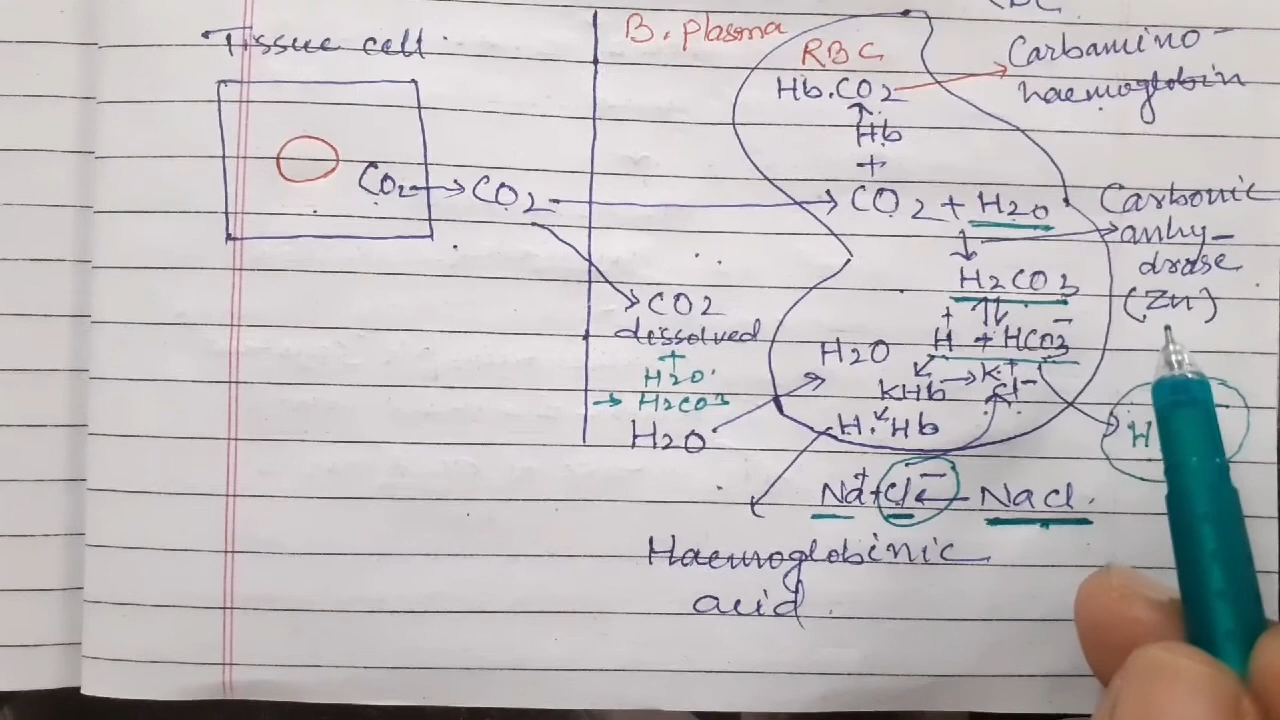 Tissue cell.
B. plasma
RBC
Carbamino-
haemoglobin
Hb.CO2
Hb
+
CO2 → CO2 → CO2 + H2O
Carbonic
anhy-
drase
(Zn)
H2CO3
H+ + HCO3-
CO2
dessolved
+
H2O.
→ H2CO3
H2O
H2O
KHb → K+
Cl-
H.Hb
H
Na+ + Cl- ← NaCl.
Haemoglobinic
acid.